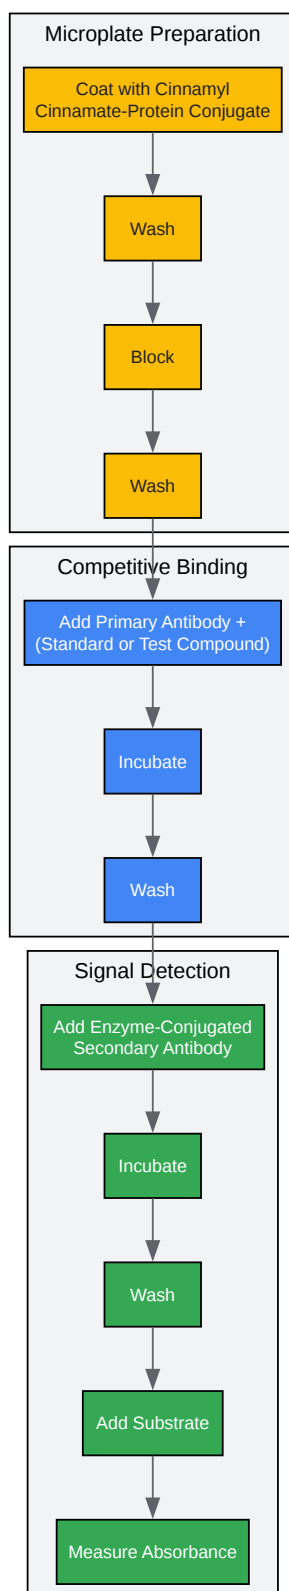 Microplate Preparation
Coat with Cinnamyl
Cinnamate-Protein Conjugate
Wash
Block
Wash
Competitive Binding
Add Primary Antibody +
(Standard or Test Compound)
Incubate
Wash
Signal Detection
Add Enzyme-Conjugated
Secondary Antibody
Incubate
Wash
Add Substrate
Measure Absorbance